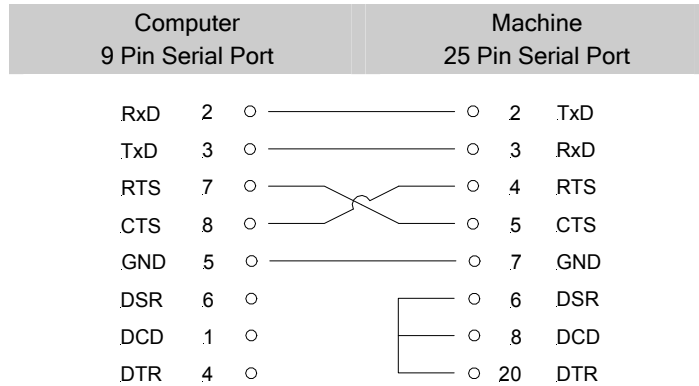 Computer Machine
9 Pin Serial Port 25 Pin Serial Port
RxD 2 2 TxD
TxD 3 3 RxD
RTS 7 4 RTS
CTS 8 5 CTS
GND 5 7 GND
DSR 6 6 DSR
DCD 1 8 DCD
DTR 4 20 DTR